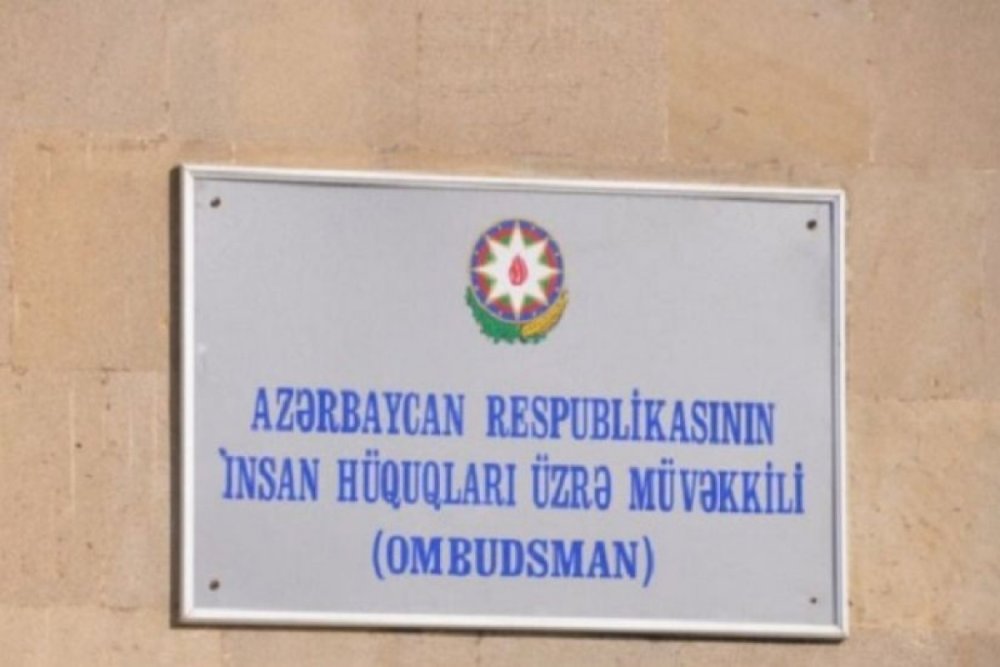 AZƏRBAYCAN RESPUBLİKASININ
İNSAN HÜQUQLARI ÜZRƏ MÜVƏKKİLİ
(OMBUDSMAN)